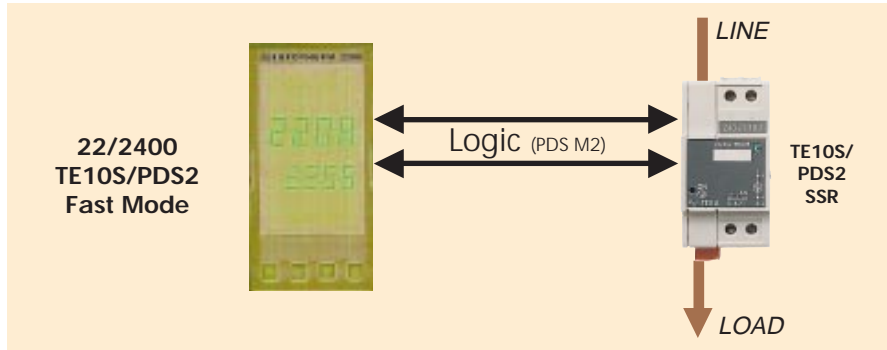 22/2400
TE10S/PDS2
Fast Mode
Logic (PDS M2)
LINE
TE10S/
PDS2
SSR
LOAD